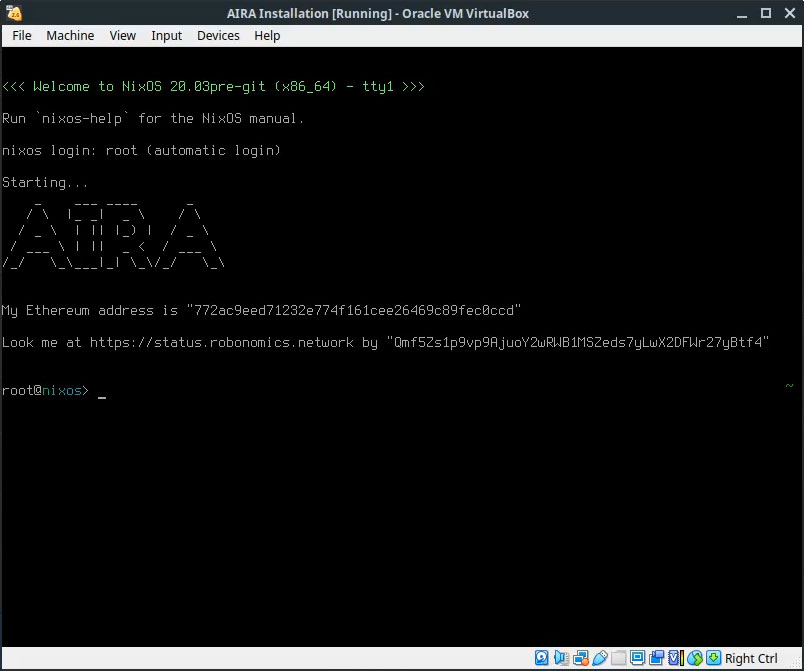 AIRA Installation [Running] - Oracle VM VirtualBox
File Machine View Input Devices Help
<<< Welcome to NixOS 20.03pre-git (x86_64) - tty1 >>>
Run `nixos-help` for the NixOS manual.
nixos login: root (automatic login)
Starting...
AIRA
My Ethereum address is "772ac9eed71232e774f161cee26469c89fec0ccd"
Look me at https://status.robonomics.network by "Qmf5Zs1p9vp9AjuoY2wRWB1MSZeds7yLwX2DFWr27yBtf4"
root@nixos> _ ~
Right Ctrl